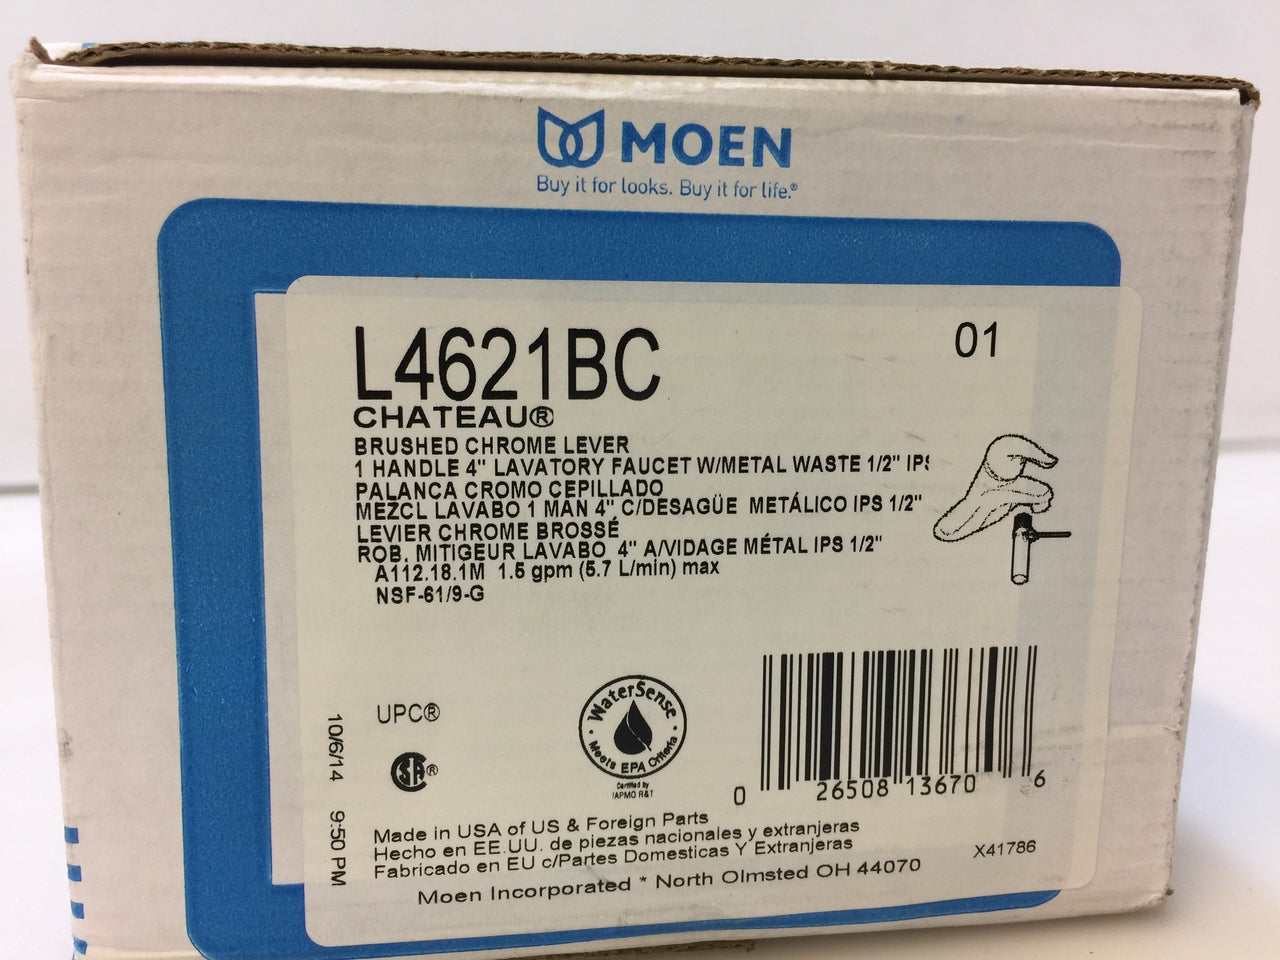 MOEN
Buy it for looks. Buy it for life.®
L4621BC
01
CHATEAU®
BRUSHED CHROME LEVER
1 HANDLE 4" LAVATORY FAUCET W/METAL WASTE 1/2" IPS
PALANCA CROMO CEPILLADO
MEZCL LAVABO 1 MAN 4" C/DESAGÜE METÁLICO IPS 1/2"
LEVIER CHROME BROSSÉ
ROB. MITIGEUR LAVABO 4" A/VIDAGE MÉTAL IPS 1/2"
A112.18.1M 1.5 gpm (5.7 L/min) max
NSF-61/9-G
UPC®
SA®
WaterSense
Meets EPA Criteria
Certified by
IAPMO R&T
0 26508 13670 6
10/6/14 9:50 PM
Made in USA of US & Foreign Parts
Hecho en EE.UU. de piezas nacionales y extranjeras
Fabricado en EU c/Partes Domesticas Y Extranjeras
X41786
Moen Incorporated * North Olmsted OH 44070